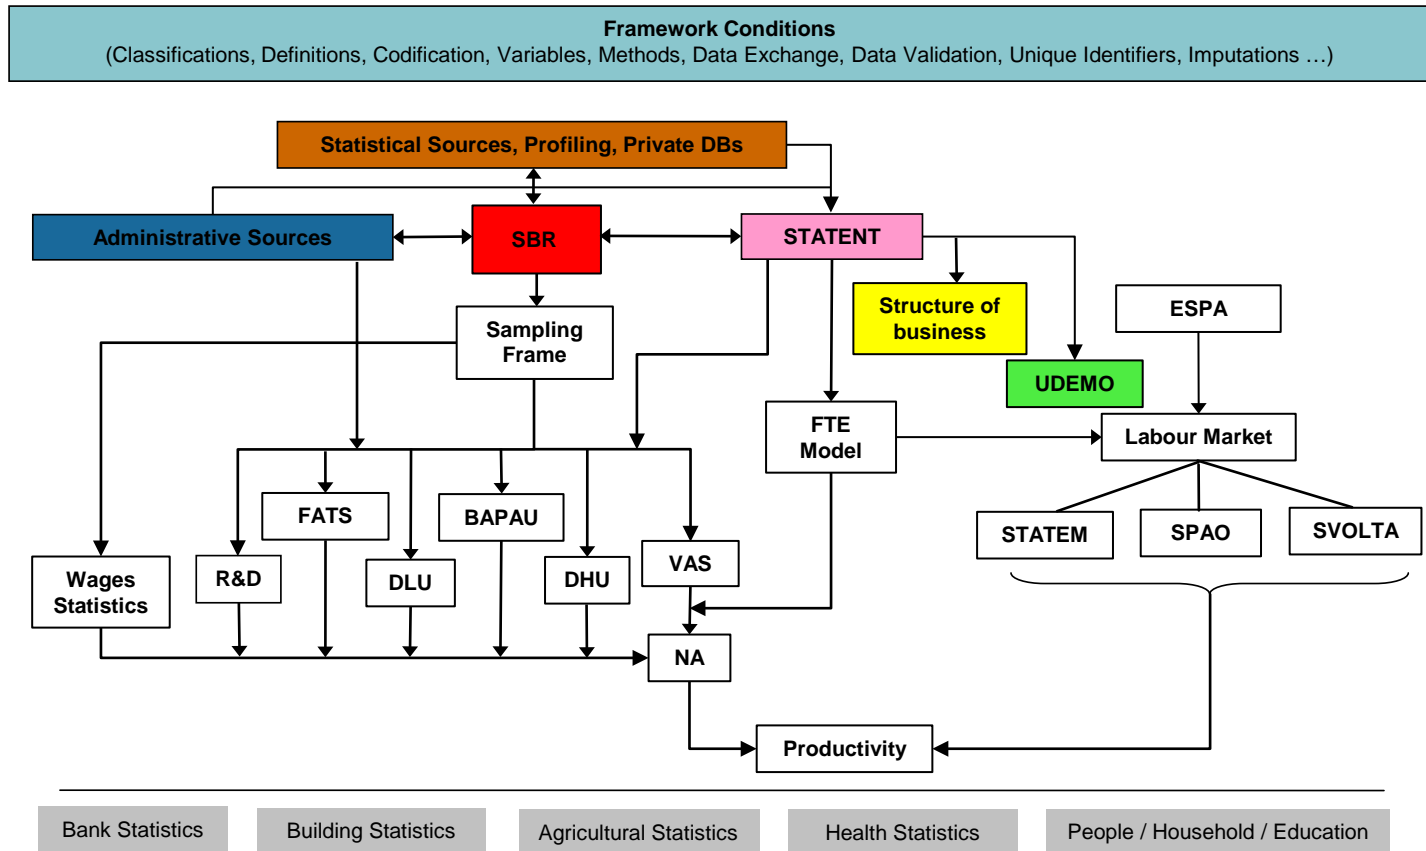 Framework Conditions
(Classifications, Definitions, Codification, Variables, Methods, Data Exchange, Data Validation, Unique Identifiers, Imputations …)
Statistical Sources, Profiling, Private DBs
Administrative Sources
SBR
STATENT
Structure of
business
ESPA
Sampling
Frame
UDEMO
FTE
Model
Labour Market
FATS
BAPAU
STATEM
SPAO
SVOLTA
Wages
Statistics
R&D
DLU
DHU
VAS
NA
Productivity
Bank Statistics
Building Statistics
Agricultural Statistics
Health Statistics
People / Household / Education